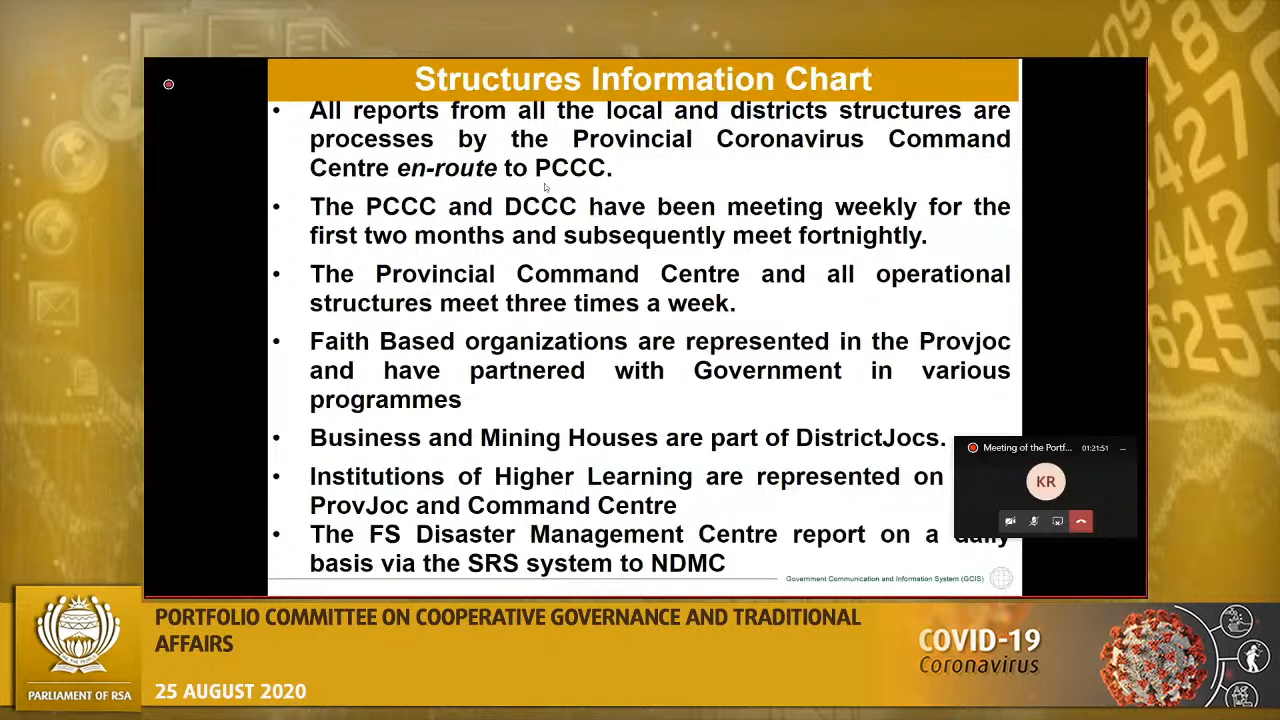 Structures Information Chart
• All reports from all the local and districts structures are
processes by the Provincial Coronavirus Command
Centre en-route to PCCC.
• The PCCC and DCCC have been meeting weekly for the
first two months and subsequently meet fortnightly.
• The Provincial Command Centre and all operational
structures meet three times a week.
• Faith Based organizations are represented in the Provjoc
and have partnered with Government in various
programmes
• Business and Mining Houses are part of DistrictJocs.
• Institutions of Higher Learning are represented on
ProvJoc and Command Centre
• The FS Disaster Management Centre report on a daily
basis via the SRS system to NDMC
Government Communication and Information System (GCIS)
Meeting of the Portf... 01:21:51 ...
KR
PORTFOLIO COMMITTEE ON COOPERATIVE GOVERNANCE AND TRADITIONAL
AFFAIRS
25 AUGUST 2020
PARLIAMENT OF RSA
COVID-19
Coronavirus